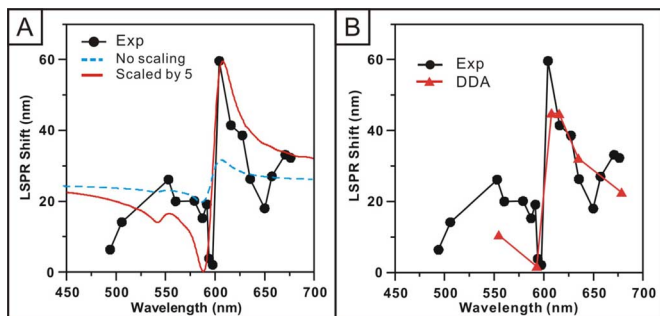 A
Exp
No scaling
Scaled by 5
LSPR Shift (nm)
60
40
20
0
450 500 550 600 650 700
Wavelength (nm)
B
Exp
DDA
LSPR Shift (nm)
60
40
20
0
400 450 500 550 600 650 700
Wavelength (nm)